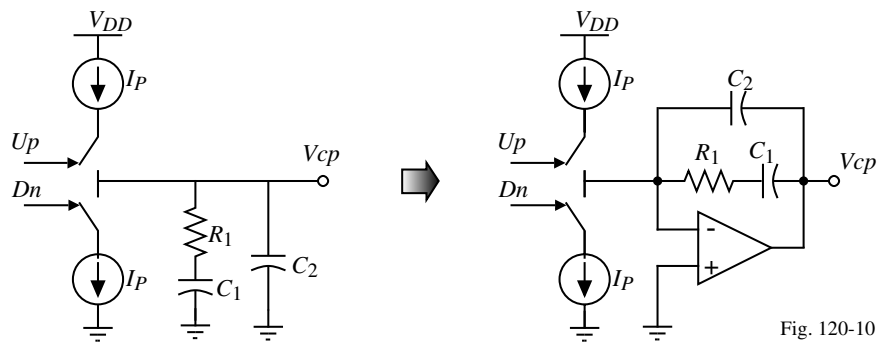 V_DD
I_P
Up
Dn
Vcp
R_1
C_1
C_2
I_P
V_DD
I_P
Up
Dn
C_2
R_1
C_1
Vcp
-
+
I_P
Fig. 120-10